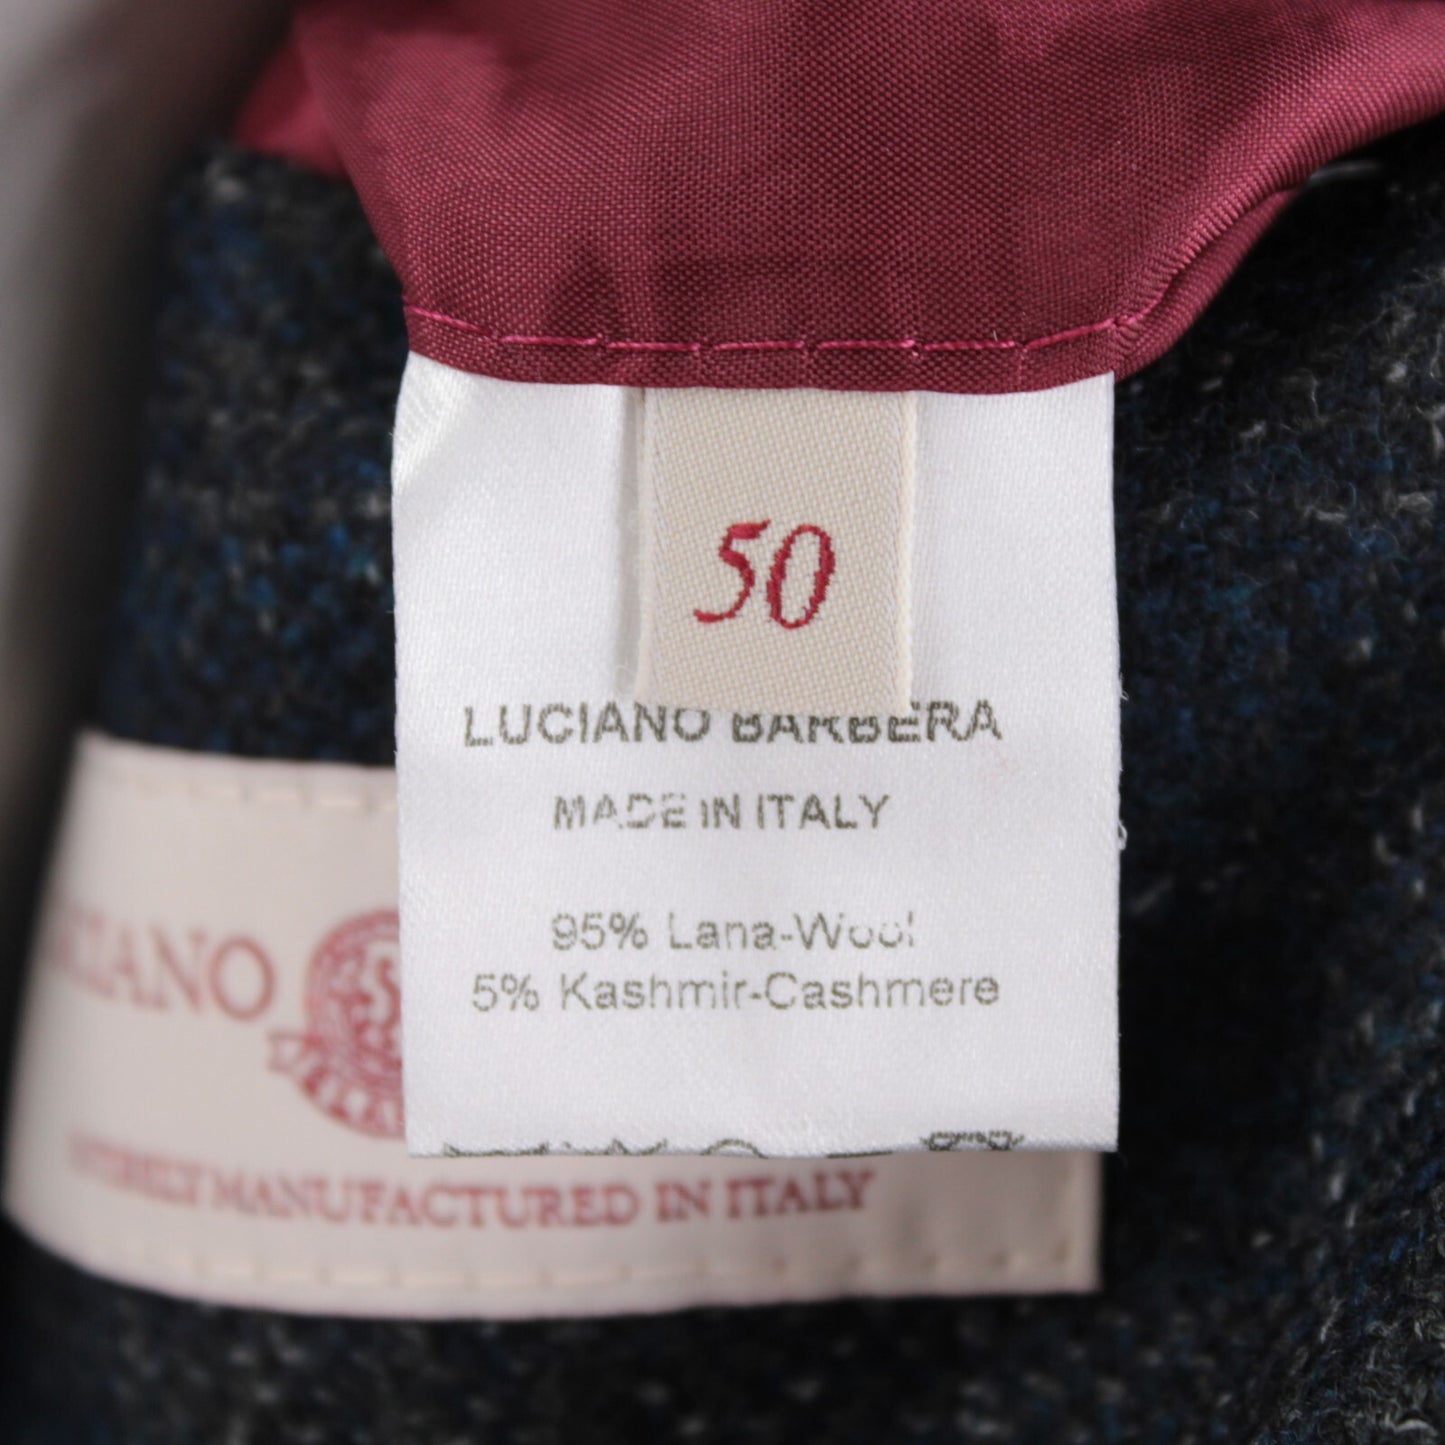 50
LUCIANO BARBERA
MADE IN ITALY
95% Lana-Wool
5% Kashmir-Cashmere
MANUFACTURED IN ITALY